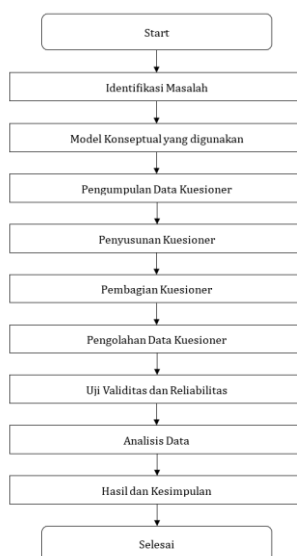 Start
Identifikasi Masalah
Model Konseptual yang digunakan
Pengumpulan Data Kuesioner
Penyusunan Kuesioner
Pembagian Kuesioner
Pengolahan Data Kuesioner
Uji Validitas dan Reliabilitas
Analisis Data
Hasil dan Kesimpulan
Selesai